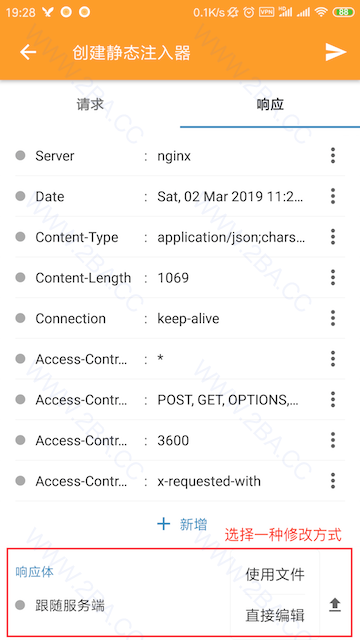 19:28 0.1K/s VPN 88
创建静态注入器
请求 响应
Server : nginx
Date : Sat, 02 Mar 2019 11:2...
Content-Type : application/json;chars...
Content-Length : 1069
Connection : keep-alive
Access-Contr... : *
Access-Contr... : POST, GET, OPTIONS,...
Access-Contr... : 3600
Access-Contr... : x-requested-with
+ 新增
选择一种修改方式
响应体
使用文件
跟随服务端
直接编辑
WWW.2BA.CC